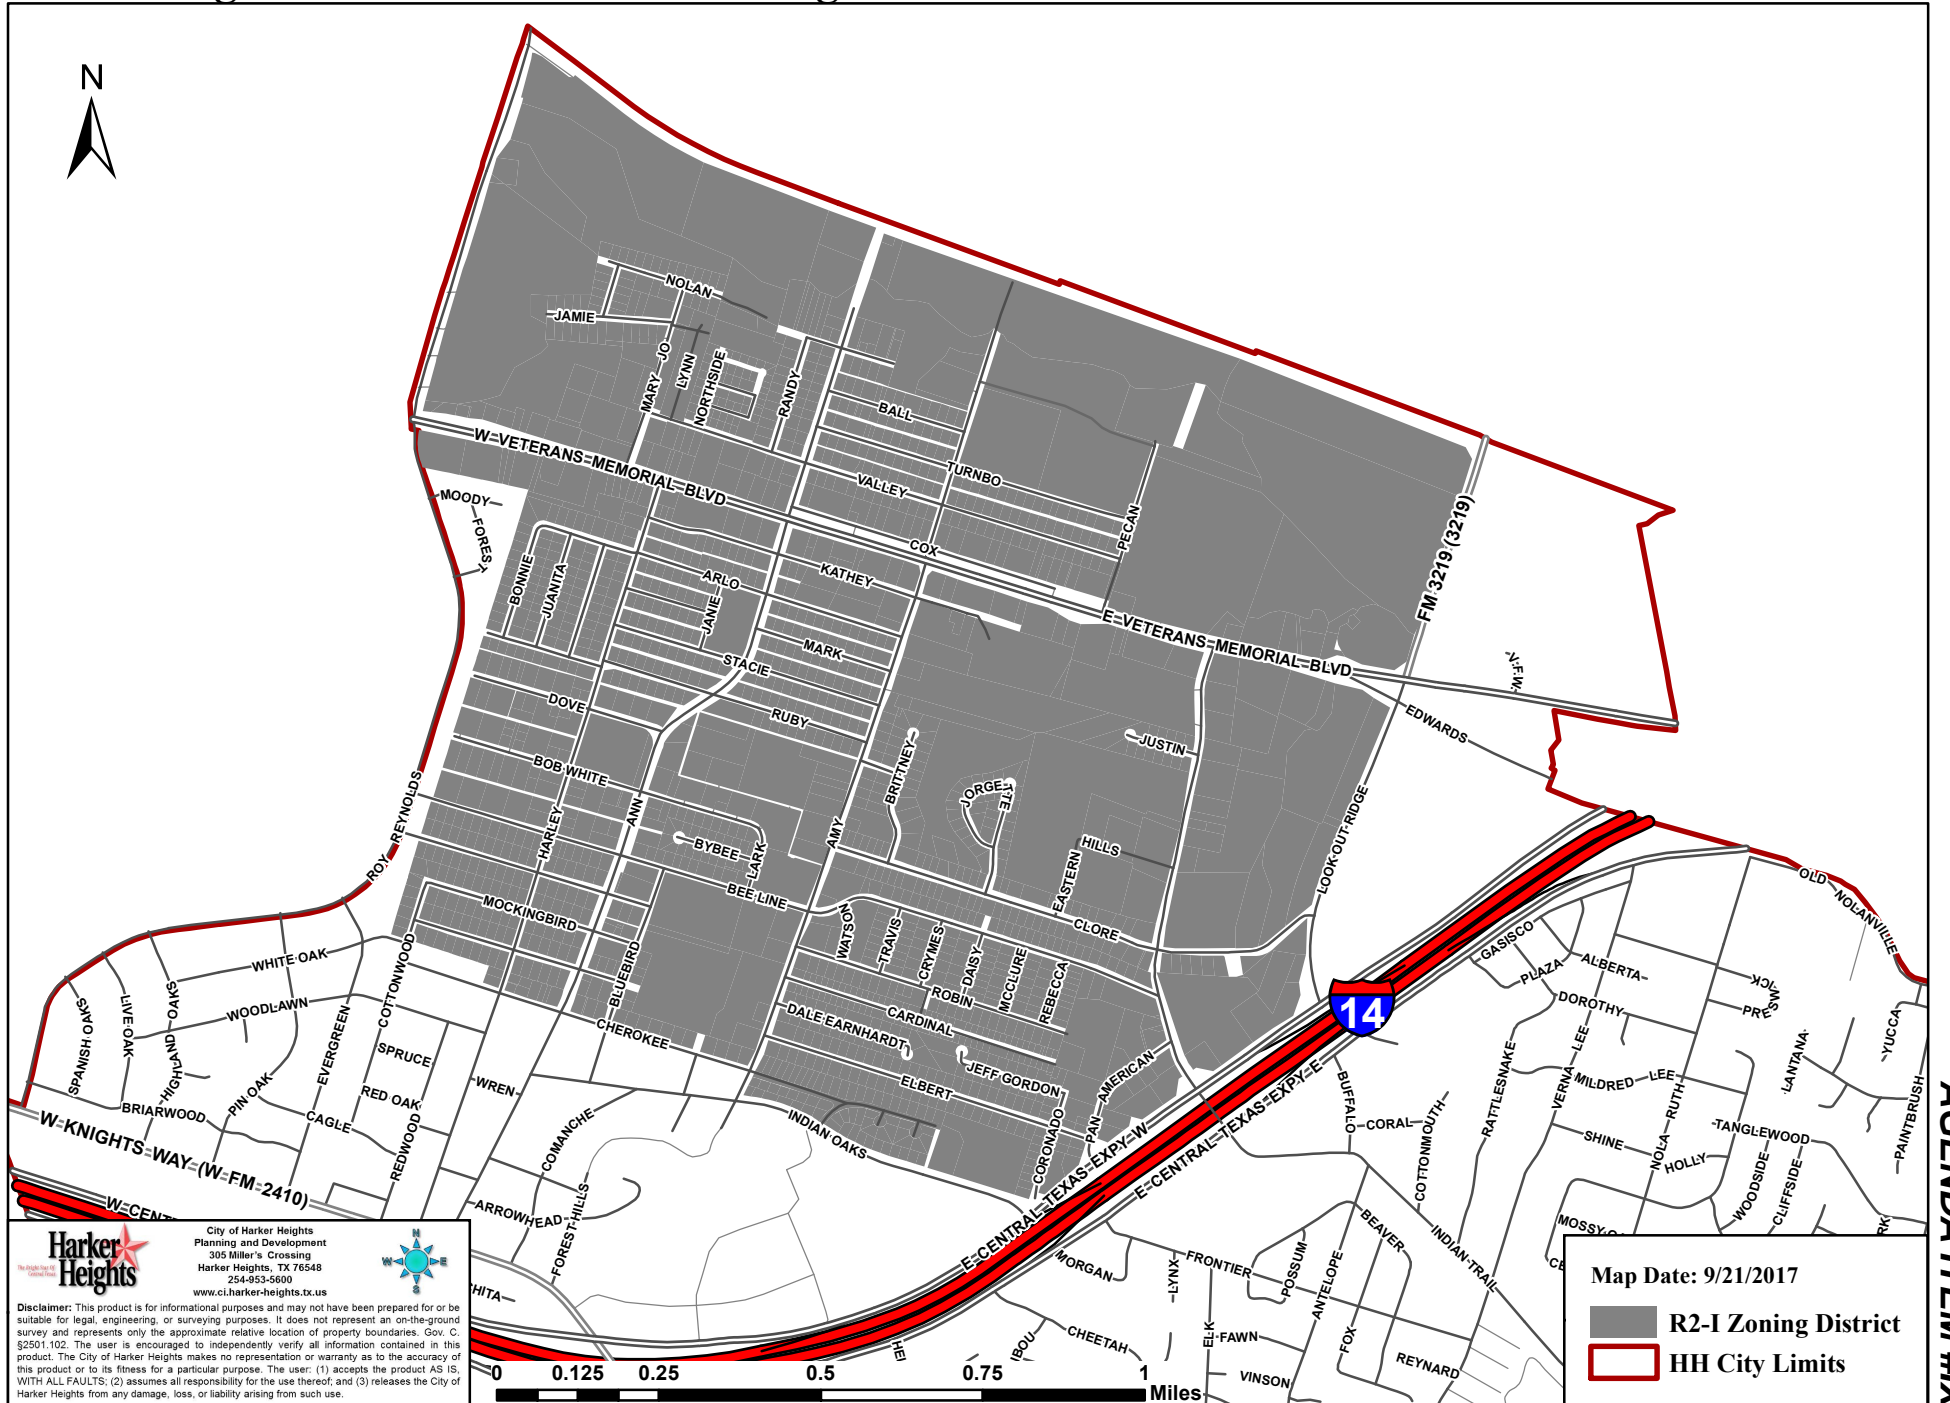 N
NOLAN
JAMIE
MARY JO
LYNN
NORTHSIDE
RANDY
BALL
TURNBO
VALLEY
PECAN
W VETERANS MEMORIAL BLVD
COX
MOODY
FOREST
BONNIE
JUANITA
ARLO
JANIE
KATHEY
MARK
STACIE
RUBY
DOVE
BOB WHITE
E VETERANS MEMORIAL BLVD
FM 3219 (3219)
V.F.W.
EDWARDS
JUSTIN
BRITTNEY
JORGETTE
HILLS
EASTERN
LOOK OUT RIDGE
ROY REYNOLDS
HARLEY
ANN
AMY
BYBEE
LARK
BEE LINE
MOCKINGBIRD
BLUEBIRD
WATSON
TRAVIS
CRYMES
DAISY
MCCLURE
REBECCA
CLORE
ROBIN
CARDINAL
DALE EARNHARDT
JEFF GORDON
ELBERT
PAN AMERICAN
CORONADO
CHEROKEE
INDIAN OAKS
WHITE OAK
WOODLAWN
COTTONWOOD
EVERGREEN
SPANISH OAKS
LIVE OAK
HIGHLAND OAKS
PIN OAK
BRIARWOOD
SPRUCE
RED OAK
CAGLE
REDWOOD
WREN
COMANCHE
ARROWHEAD
FOREST HILLS
W KNIGHTS WAY (W FM 2410)
W CENT
HITA
E CENTRAL TEXAS EXPY W
E CENTRAL TEXAS EXPY E
14
OLD NOLANVILLE
GASISCO
PLAZA
ALBERTA
DOROTHY
PRESWICK
YUCCA
LANTANA
RATTLESNAKE
VERNA LEE
MILDRED LEE
NOLA RUTH
TANGLEWOOD
PAINTBRUSH
SHINE
HOLLY
WOODSIDE
CLIFFSIDE
MOSSY
CE
RK
BUFFALO
CORAL
COTTONMOUTH
INDIAN TRAIL
BEAVER
ANTELOPE
POSSUM
FRONTIER
LYNX
MORGAN
IBOU
CHEETAH
ELK
FAWN
VINSON
FOX
REYNARD
HEI
Harker
Heights
City of Harker Heights
Planning and Development
305 Miller's Crossing
Harker Heights, TX 76548
254-953-5600
www.ci.harker-heights.tx.us
N
W E
S
Disclaimer: This product is for informational purposes and may not have been prepared for or be
suitable for legal, engineering, or surveying purposes. It does not represent an on-the-ground
survey and represents only the approximate relative location of property boundaries. Gov. C.
§2501.102. The user is encouraged to independently verify all information contained in this
product. The City of Harker Heights makes no representation or warranty as to the accuracy of
this product or to its fitness for a particular purpose. The user: (1) accepts the product AS IS,
WITH ALL FAULTS; (2) assumes all responsibility for the use thereof; and (3) releases the City of
Harker Heights from any damage, loss, or liability arising from such use.
0 0.125 0.25 0.5 0.75 1
Miles
Map Date: 9/21/2017
R2-I Zoning District
HH City Limits